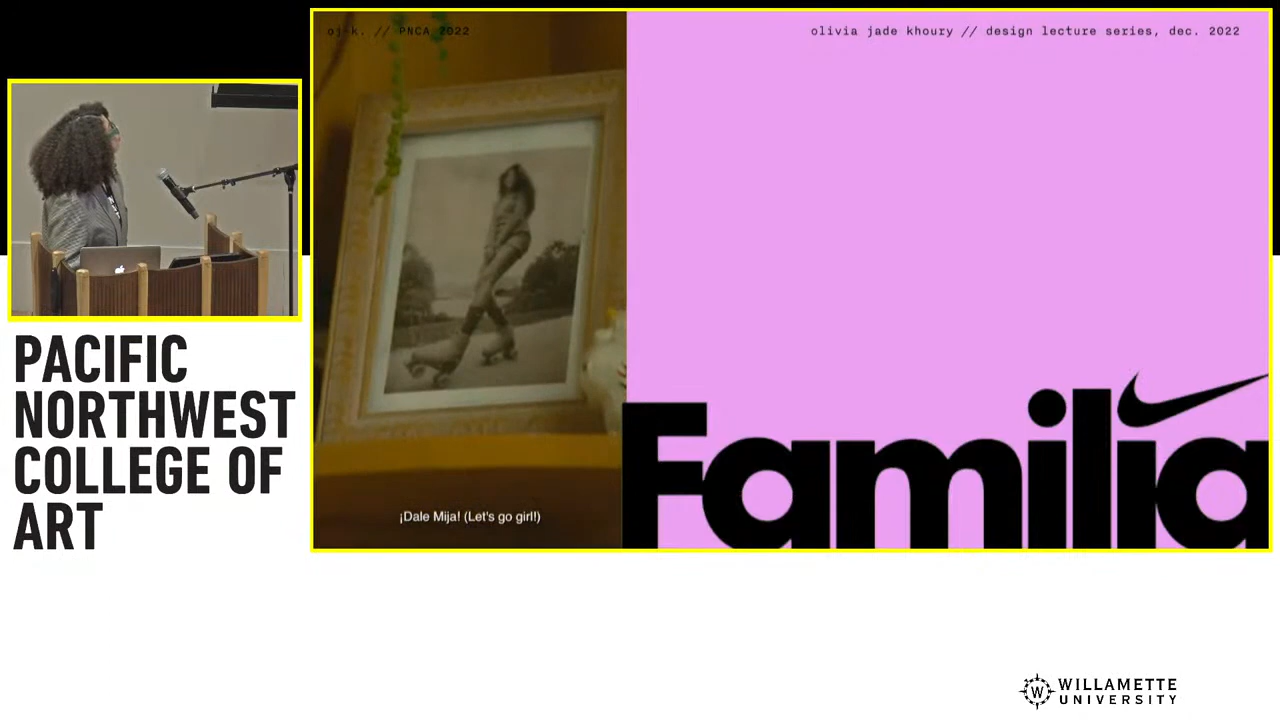 oj k. // PNCA 2022
olivia jade khoury // design lecture series, dec. 2022
PACIFIC
NORTHWEST
COLLEGE OF
ART
¡Dale Mija! (Let's go girl!)
Familia
W
WILLAMETTE
UNIVERSITY